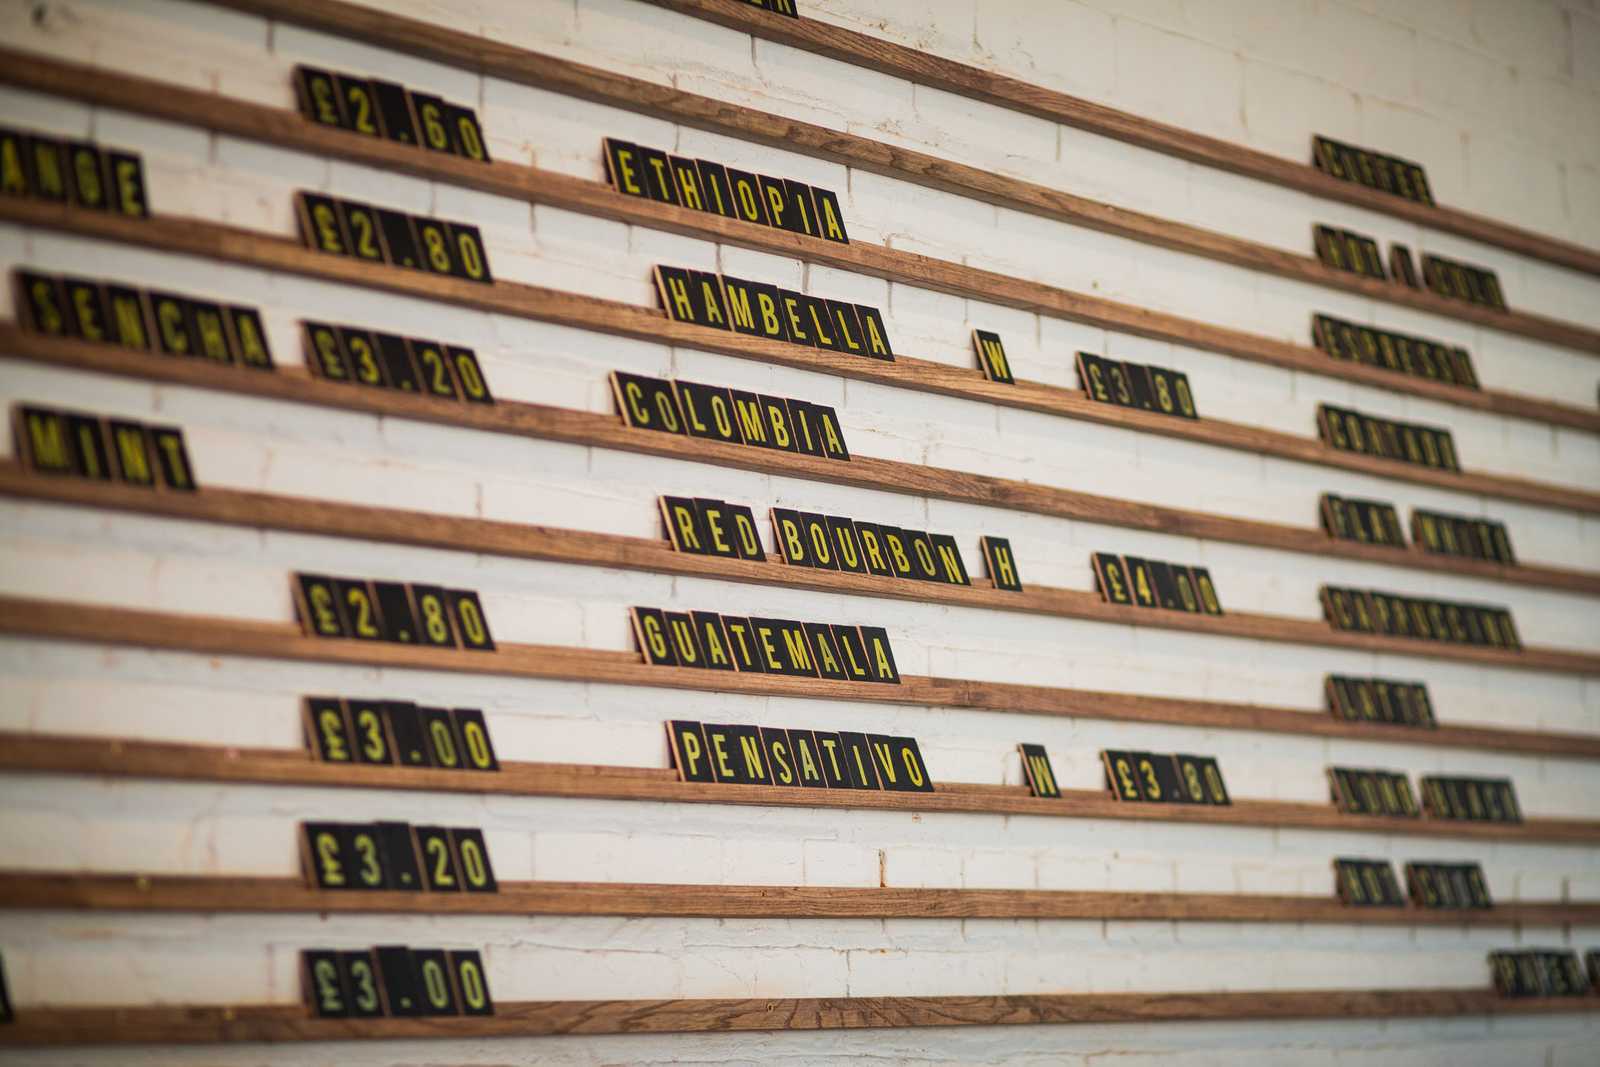 £2.60
ANGE £2.80
SENCHA £3.20
MINT
£2.80
£3.00
£3.20
£3.00
ETHIOPIA
HAMBELLA W £3.80
COLOMBIA
RED BOURBON H £4.00
GUATEMALA
PENSATIVO W £3.80
COFFEE
HOT & COLD
ESPRESSO
CORTADO
FLAT WHITE
CAPPUCCINO
LATTE
LONG BLACK
HOT